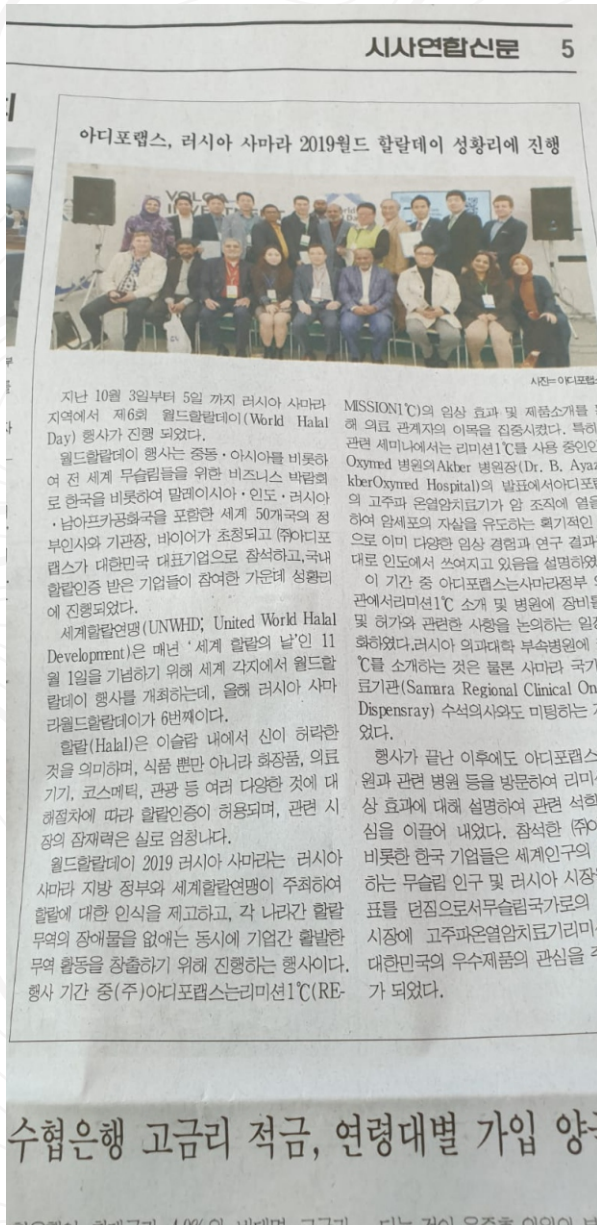 시사연합신문 5
아디포랩스, 러시아 사마라 2019월드 할랄데이 성황리에 진행
사진=아디포랩스
지난 10월 3일부터 5일 까지 러시아 사마라
지역에서 제6회 월드할랄데이(World Halal
Day) 행사가 진행 되었다.
월드할랄데이 행사는 중동·아시아를 비롯하
여 전 세계 무슬림들을 위한 비즈니스 박람회
로 한국을 비롯하여 말레이시아·인도·러시아
·남아프카공화국을 포함한 세계 50개국의 정
부인사와 기관장, 바이어가 초청되고 ㈜아디포
랩스가 대한민국 대표기업으로 참석하고,국내
할랄인증 받은 기업들이 참여한 가운데 성황리
에 진행되었다.
세계할랄연맹(UNWHD; United World Halal
Development)은 매년 '세계 할랄의 날'인 11
월 1일을 기념하기 위해 세계 각지에서 월드할
랄데이 행사를 개최하는데, 올해 러시아 사마
라월드할랄데이가 6번째이다.
할랄(Halal)은 이슬람 내에서 신이 허락한
것을 의미하며, 식품 뿐만 아니라 화장품, 의료
기기, 코스메틱, 관광 등 여러 다양한 것에 대
해절차에 따라 할랄인증이 허용되며, 관련 시
장의 잠재력은 실로 엄청나다.
월드할랄데이 2019 러시아 사마라는 러시아
사마라 지방 정부와 세계할랄연맹이 주최하여
할랄에 대한 인식을 제고하고, 각 나라간 할랄
무역의 장애물을 없애는 동시에 기업간 활발한
무역 활동을 창출하기 위해 진행하는 행사이다.
행사 기간 중(주)아디포랩스는리미션1℃(RE-
MISSION1℃)의 임상 효과 및 제품소개를
해 의료 관계자의 이목을 집중시켰다. 특히
관련 세미나에서는 리미션1℃를 사용 중인인
Oxymed 병원의Akber 병원장(Dr. B. Ayaz
kberOxymed Hospital)의 발표에서아디포랩
의 고주파 온열암치료기가 암 조직에 열을
하여 암세포의 자살을 유도하는 획기적인
으로 이미 다양한 임상 경험과 연구 결과
대로 인도에서 쓰여지고 있음을 설명하였
이 기간 중 아디포랩스는사마라정부
관에서리미션1℃ 소개 및 병원에 장비
및 허가와 관련한 사항을 논의하는 일정
화하였다.러시아 의과대학 부속병원에
℃를 소개하는 것은 물론 사마라 국가
료기관(Samara Regional Clinical On
Dispensray) 수석의사와도 미팅하는
었다.
행사가 끝난 이후에도 아디포랩스
원과 관련 병원 등을 방문하여 리미
상 효과에 대해 설명하여 관련 석학
심을 이끌어 내었다. 참석한 ㈜아
비롯한 한국 기업들은 세계인구의
하는 무슬림 인구 및 러시아 시장
표를 던짐으로서무슬림국가로의
시장에 고주파온열암치료기리미
대한민국의 우수제품의 관심을
가 되었다.
수협은행 고금리 적금, 연령대별 가입 양